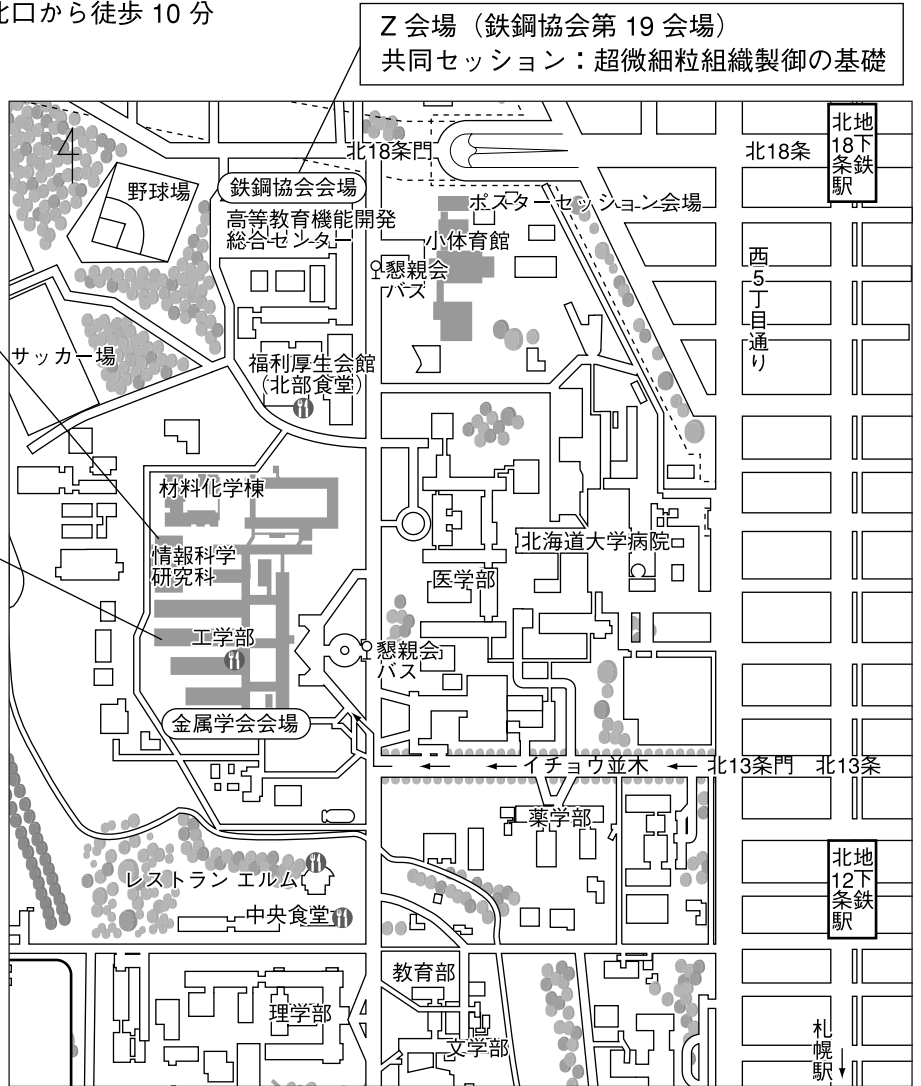 北口から徒歩 10 分
Z 会場（鉄鋼協会第 19 会場）
共同セッション：超微細粒組織製御の基礎
北18条門
北18条
地下鉄
北18条駅
野球場
鉄鋼協会会場
ポスターセッション会場
高等教育機能開発
総合センター
小体育館
懇親会
バス
西5丁目通り
サッカー場
福利厚生会館
（北部食堂）
材料化学棟
情報科学
研究科
北海道大学病院
医学部
工学部
懇親会
バス
金属学会会場
イチョウ並木
北13条門
北13条
薬学部
地下鉄
北12条駅
レストラン エルム
中央食堂
教育部
理学部
文学部
札幌駅